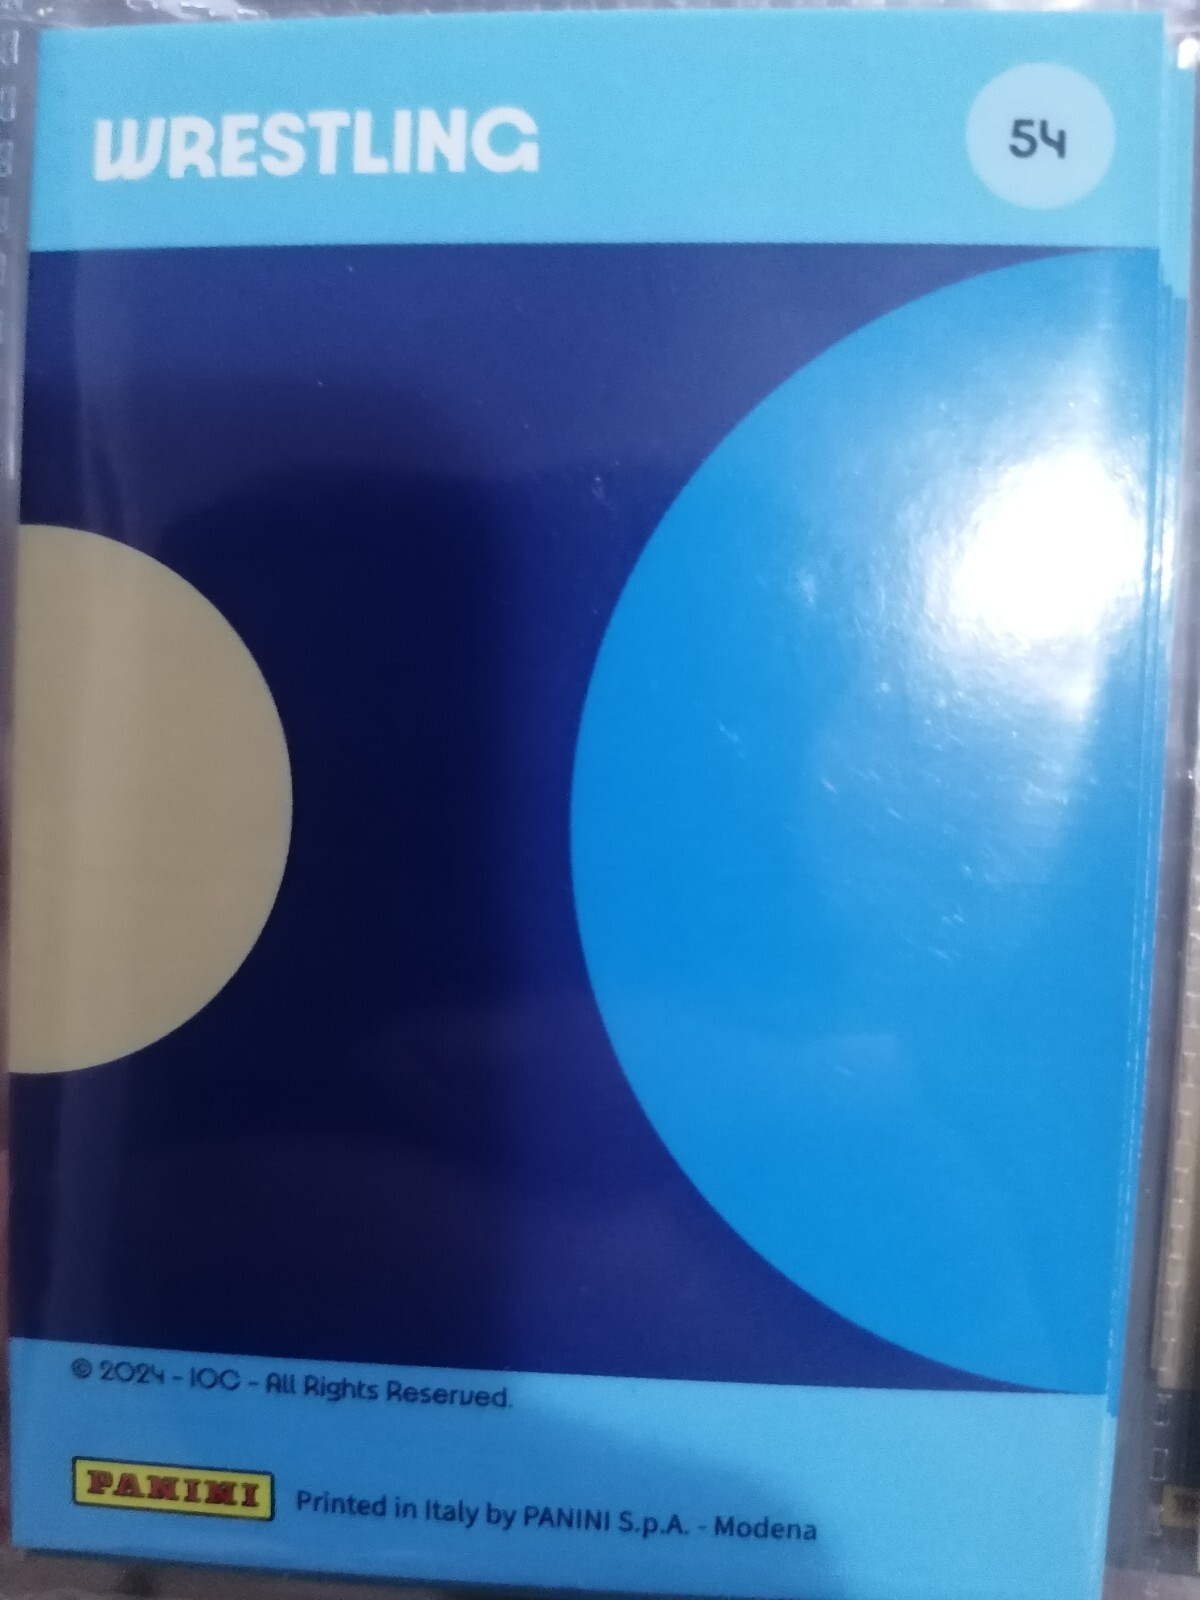 WRESTLING
54
© 2024 - IOC - All Rights Reserved.
PANINI
Printed in Italy by PANINI S.p.A. - Modena